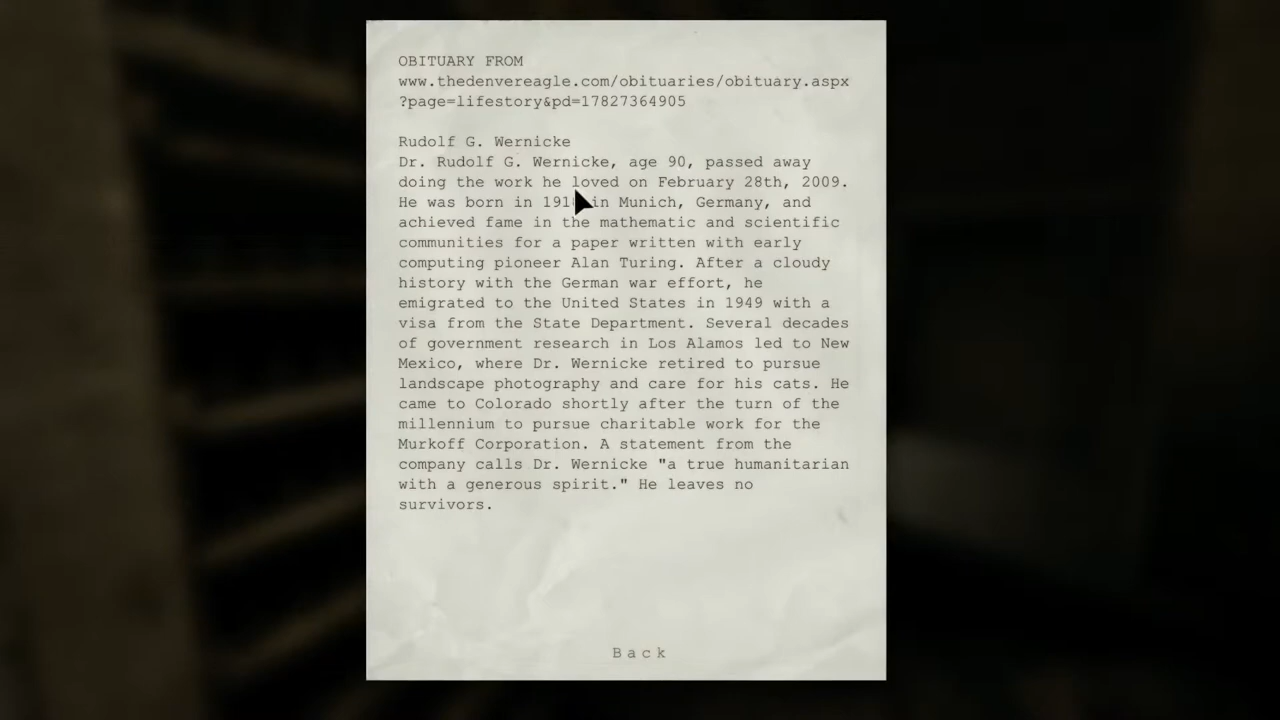 OBITUARY FROM
www.thedenvereagle.com/obituaries/obituary.aspx
?page=lifestory&pd=17827364905
Rudolf G. Wernicke
Dr. Rudolf G. Wernicke, age 90, passed away
doing the work he loved on February 28th, 2009.
He was born in in Munich, Germany, and
achieved fame in the mathematic and scientific
communities for a paper written with early
computing pioneer Alan Turing. After a cloudy
history with the German war effort, he
emigrated to the United States in 1949 with a
visa from the State Department. Several decades
of government research in Los Alamos led to New
Mexico, where Dr. Wernicke retired to pursue
landscape photography and care for his cats. He
came to Colorado shortly after the turn of the
millennium to pursue charitable work for the
Murkoff Corporation. A statement from the
company calls Dr. Wernicke "a true humanitarian
with a generous spirit." He leaves no
survivors.
Back